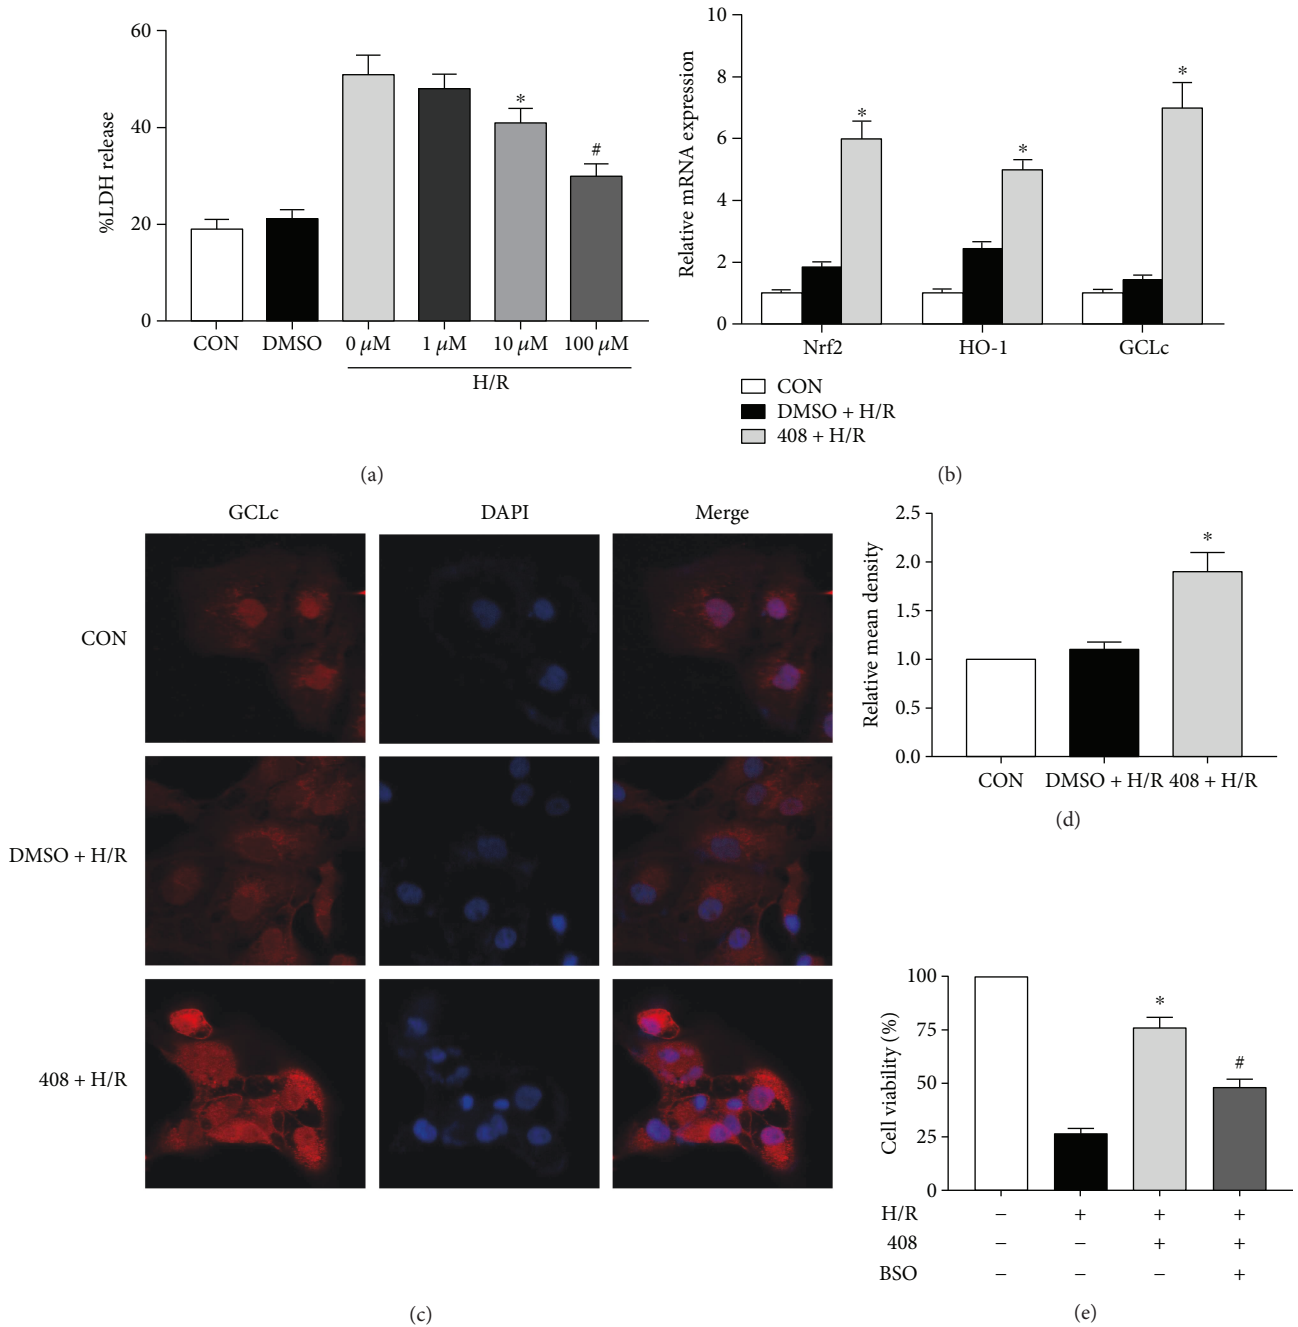 60
40
20
0
%LDH release
*
#
CON DMSO 0 μM 1 μM 10 μM 100 μM
H/R
(a)
10
8
6
4
2
0
Relative mRNA expression
*
*
*
Nrf2 HO-1 GCLc
CON
DMSO + H/R
408 + H/R
(b)
GCLc DAPI Merge
CON
DMSO + H/R
408 + H/R
(c)
2.5
2.0
1.5
1.0
0.5
0.0
Relative mean density
*
CON DMSO + H/R 408 + H/R
(d)
100
75
50
25
0
Cell viability (%)
*
#
H/R − + + +
408 − − + +
BSO − − − +
(e)